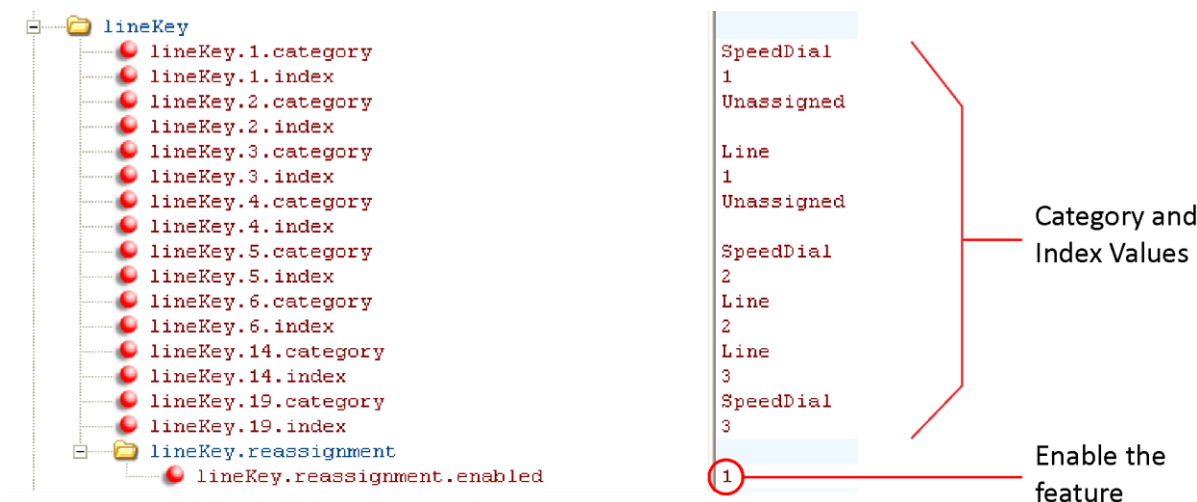 lineKey
lineKey.1.category SpeedDial
lineKey.1.index 1
lineKey.2.category Unassigned
lineKey.2.index
lineKey.3.category Line
lineKey.3.index 1
lineKey.4.category Unassigned
lineKey.4.index
lineKey.5.category SpeedDial
lineKey.5.index 2
lineKey.6.category Line
lineKey.6.index 2
lineKey.14.category Line
lineKey.14.index 3
lineKey.19.category SpeedDial
lineKey.19.index 3
lineKey.reassignment
lineKey.reassignment.enabled 1
Category and
Index Values
Enable the
feature